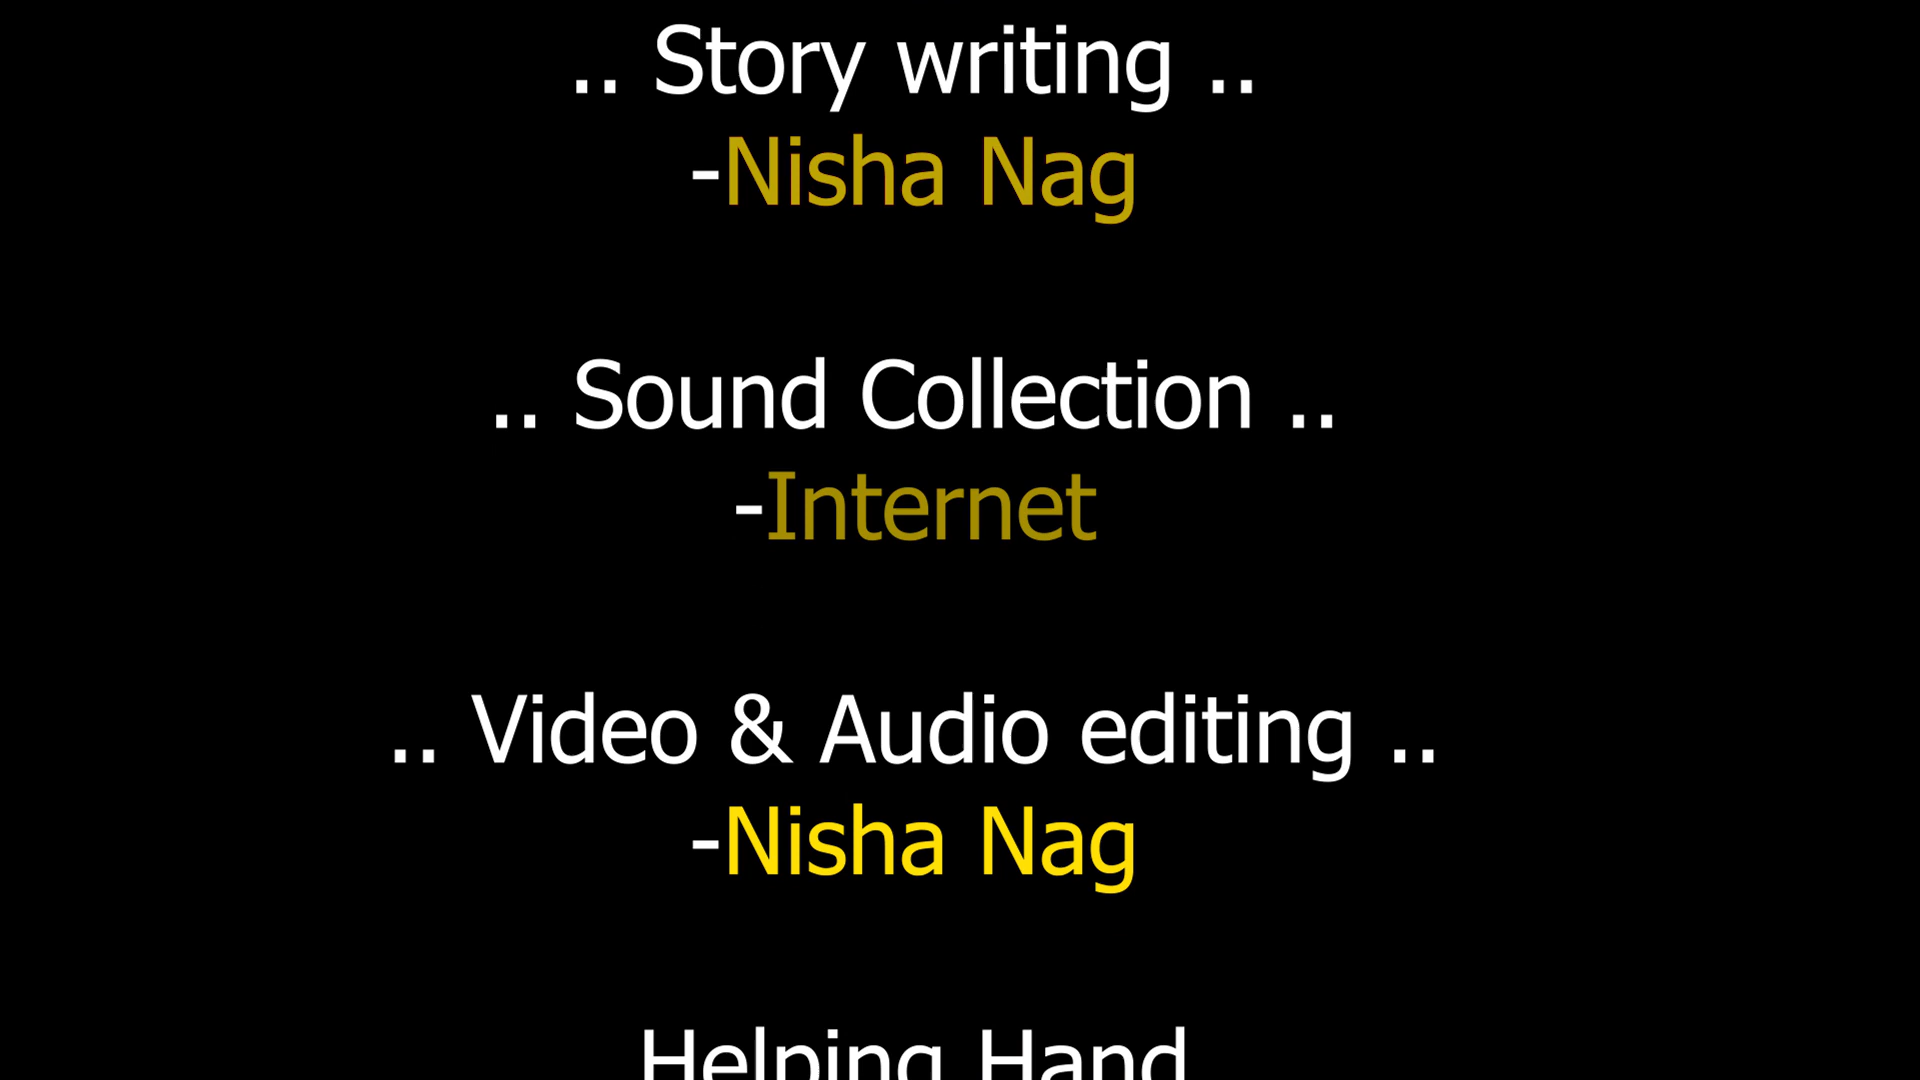 .. Story writing ..
-Nisha Nag
.. Sound Collection ..
-Internet
.. Video & Audio editing ..
-Nisha Nag
Helping Hand